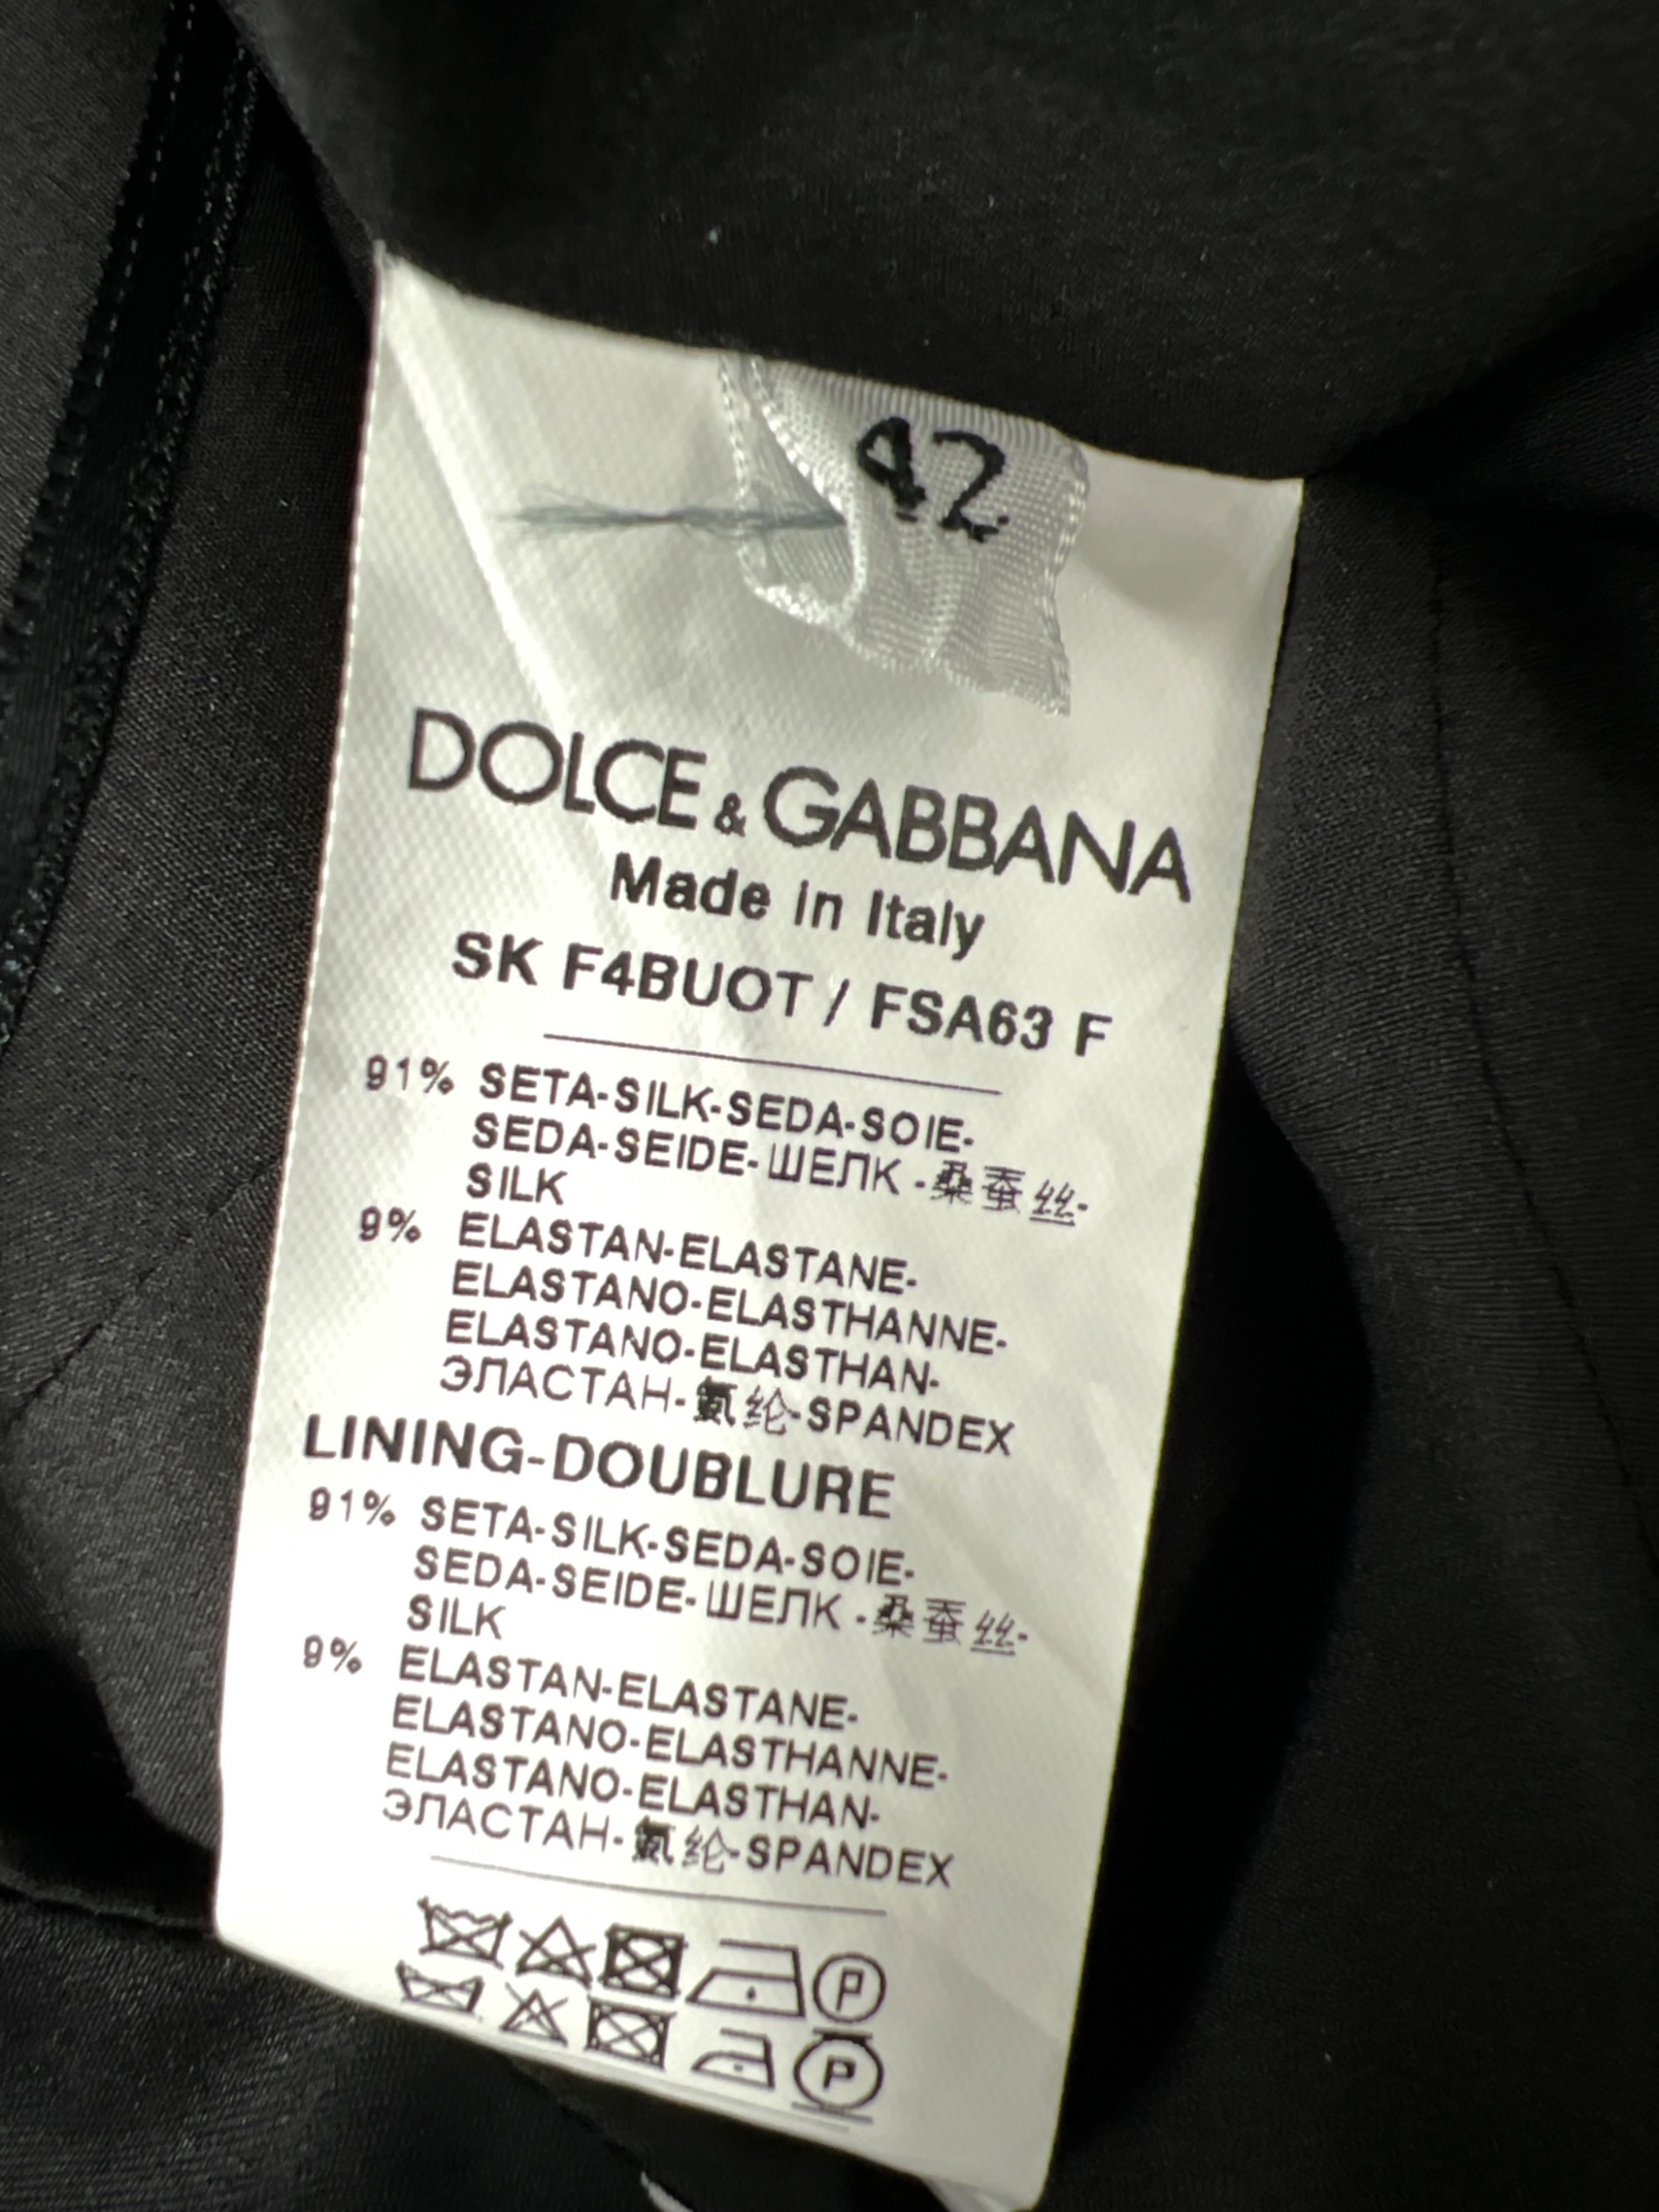 42
DOLCE & GABBANA
Made in Italy
SK F4BUOT / FSA63 F
91% SETA-SILK-SEDA-SOIE-
SEDA-SEIDE-ШЕЛК-桑蚕丝-
SILK
9% ELASTAN-ELASTANE-
ELASTANO-ELASTHANNE-
ELASTANO-ELASTHAN-
ЭЛАСТАН-氨纶-SPANDEX
LINING-DOUBLURE
91% SETA-SILK-SEDA-SOIE-
SEDA-SEIDE-ШЕЛК-桑蚕丝-
SILK
9% ELASTAN-ELASTANE-
ELASTANO-ELASTHANNE-
ELASTANO-ELASTHAN-
ЭЛАСТАН-氨纶-SPANDEX
P
P